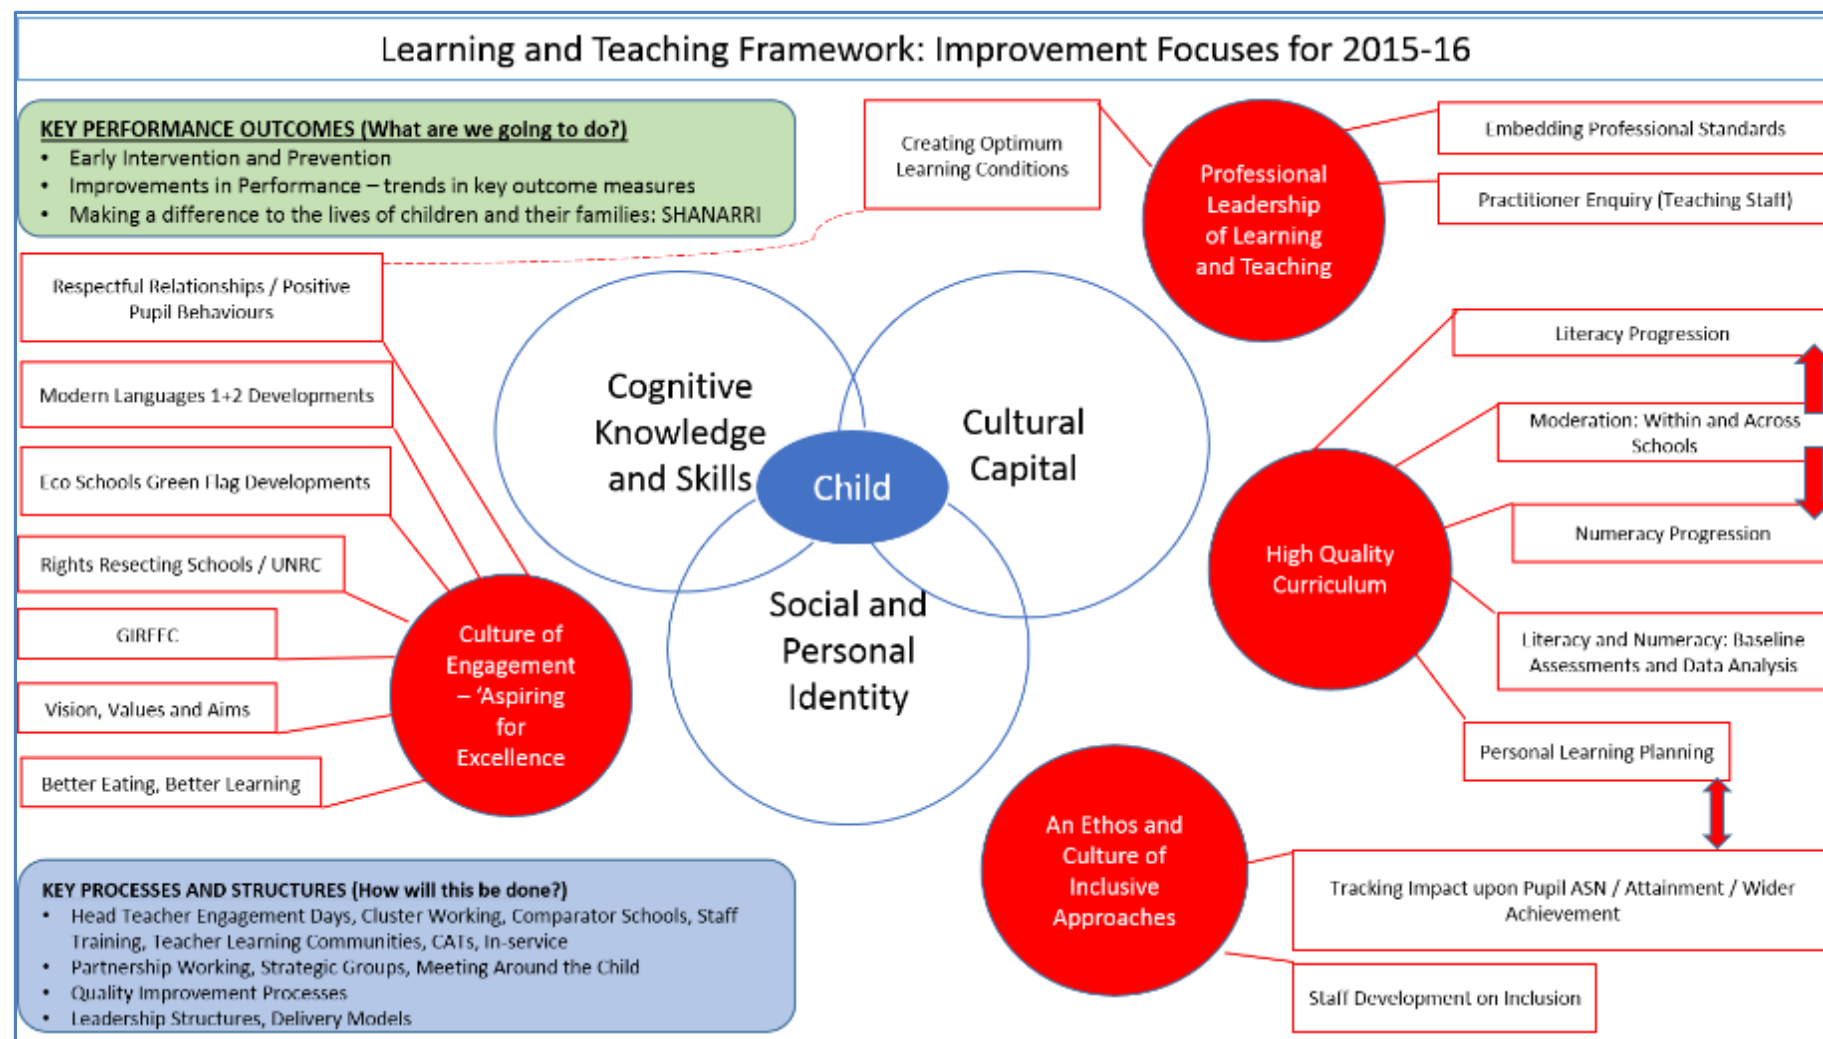 Learning and Teaching Framework: Improvement Focuses for 2015-16
KEY PERFORMANCE OUTCOMES (What are we going to do?)
• Early Intervention and Prevention
• Improvements in Performance – trends in key outcome measures
• Making a difference to the lives of children and their families: SHANARRI
Creating Optimum
Learning Conditions
Professional
Leadership
of Learning
and Teaching
Embedding Professional Standards
Practitioner Enquiry (Teaching Staff)
Respectful Relationships / Positive
Pupil Behaviours
Modern Languages 1+2 Developments
Eco Schools Green Flag Developments
Rights Resecting Schools / UNRC
GIRFEC
Vision, Values and Aims
Better Eating, Better Learning
Culture of
Engagement
– ‘Aspiring
for
Excellence
Cognitive
Knowledge
and Skills
Cultural
Capital
Child
Social and
Personal
Identity
Literacy Progression
Moderation: Within and Across
Schools
Numeracy Progression
High Quality
Curriculum
Literacy and Numeracy: Baseline
Assessments and Data Analysis
Personal Learning Planning
An Ethos and
Culture of
Inclusive
Approaches
Tracking Impact upon Pupil ASN / Attainment / Wider
Achievement
Staff Development on Inclusion
KEY PROCESSES AND STRUCTURES (How will this be done?)
• Head Teacher Engagement Days, Cluster Working, Comparator Schools, Staff
Training, Teacher Learning Communities, CATs, In-service
• Partnership Working, Strategic Groups, Meeting Around the Child
• Quality Improvement Processes
• Leadership Structures, Delivery Models